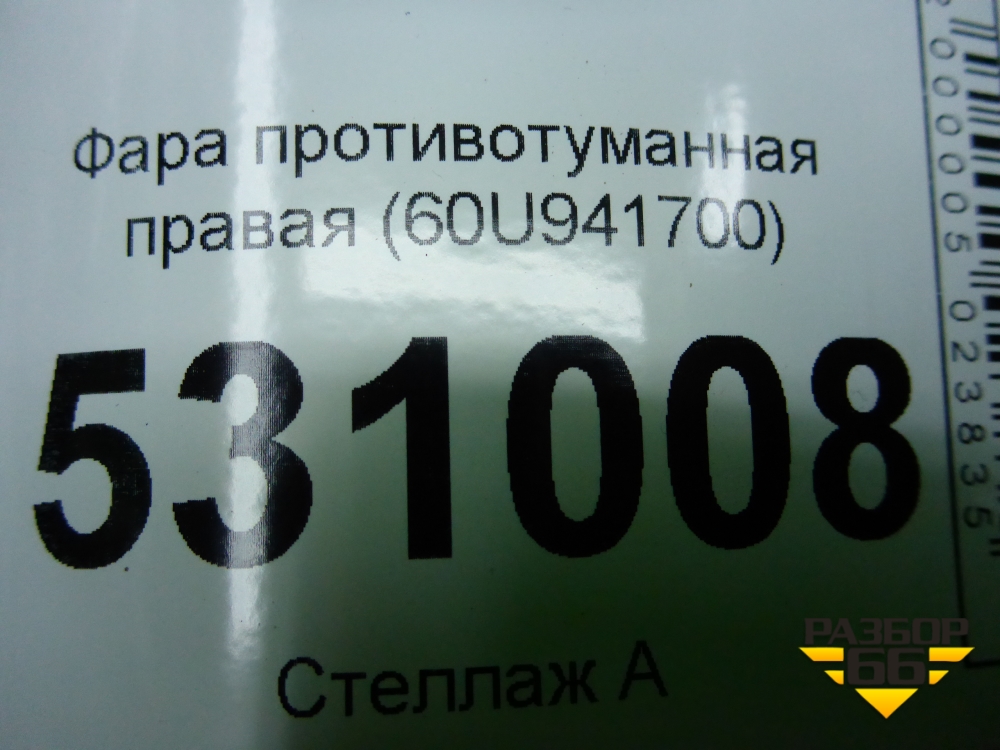 Фара противотуманная
правая (60U941700)
531008
Стеллаж А
РАЗБОР
66